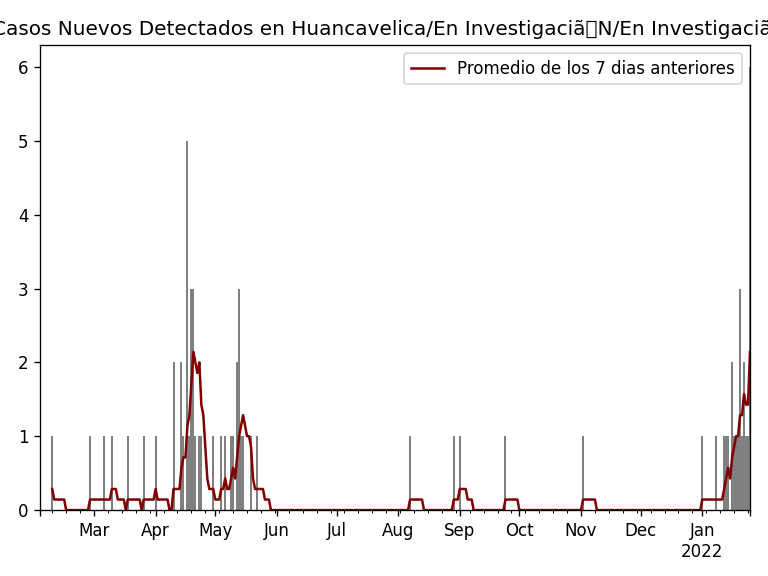 Casos Nuevos Detectados en Huancavelica/En Investigaciã▯N/En Investigaciã
Promedio de los 7 dias anteriores
6
5
4
3
2
1
0
Mar Apr May Jun Jul Aug Sep Oct Nov Dec Jan
2022